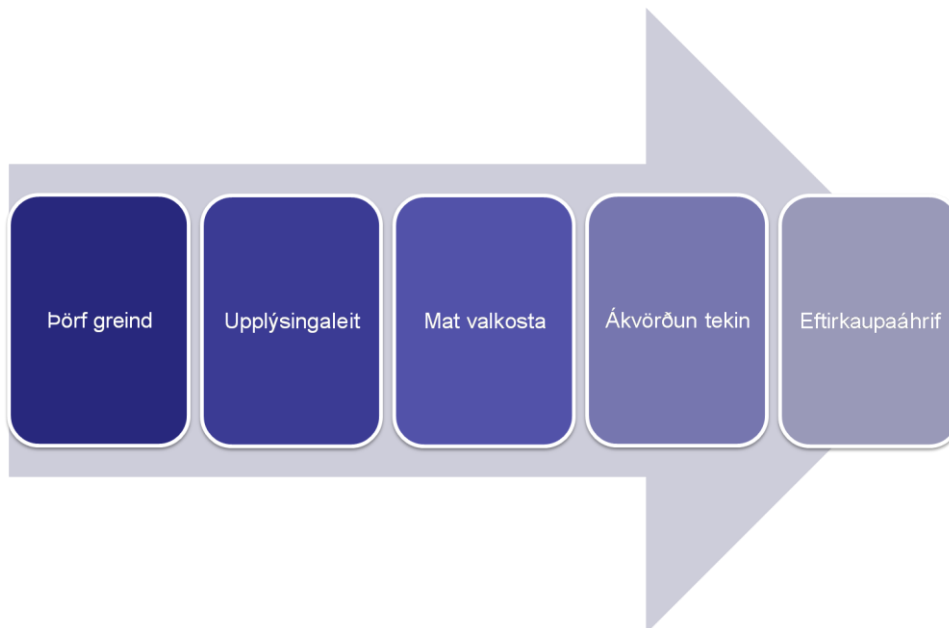 Þörf greind
Upplýsingaleit
Mat valkosta
Ákvörðun tekin
Eftirkaupaáhrif